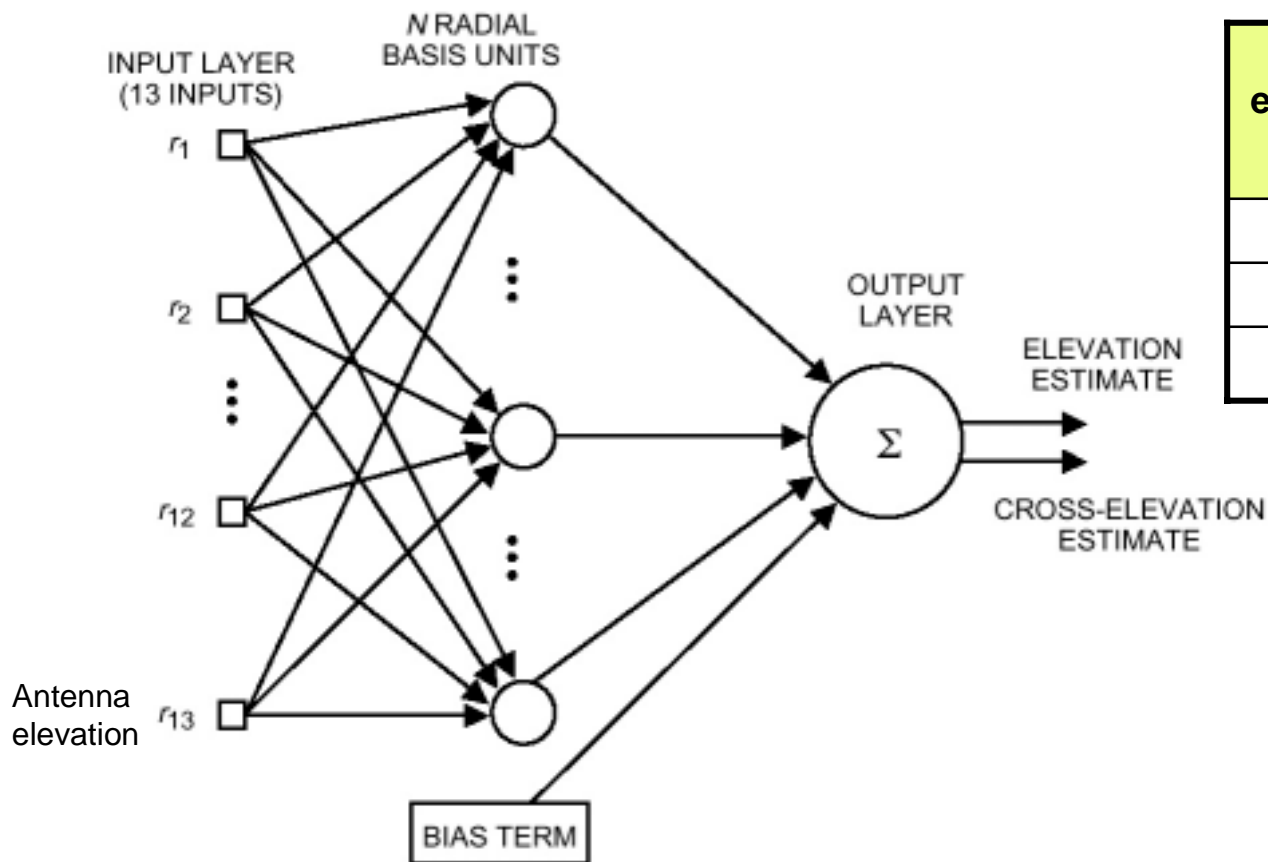 N RADIAL
BASIS UNITS
INPUT LAYER
(13 INPUTS)
r1
r2
r12
Antenna
elevation
r13
OUTPUT
LAYER
Σ
ELEVATION
ESTIMATE
CROSS-ELEVATION
ESTIMATE
BIAS TERM
e